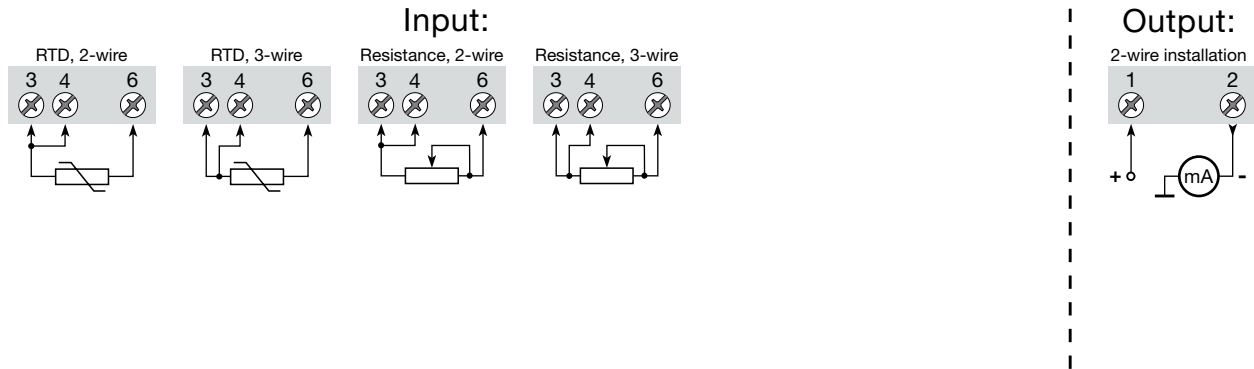 Input:
Output:
RTD, 2-wire
RTD, 3-wire
Resistance, 2-wire
Resistance, 3-wire
2-wire installation
3 4 6
3 4 6
3 4 6
3 4 6
1 2
+ mA -